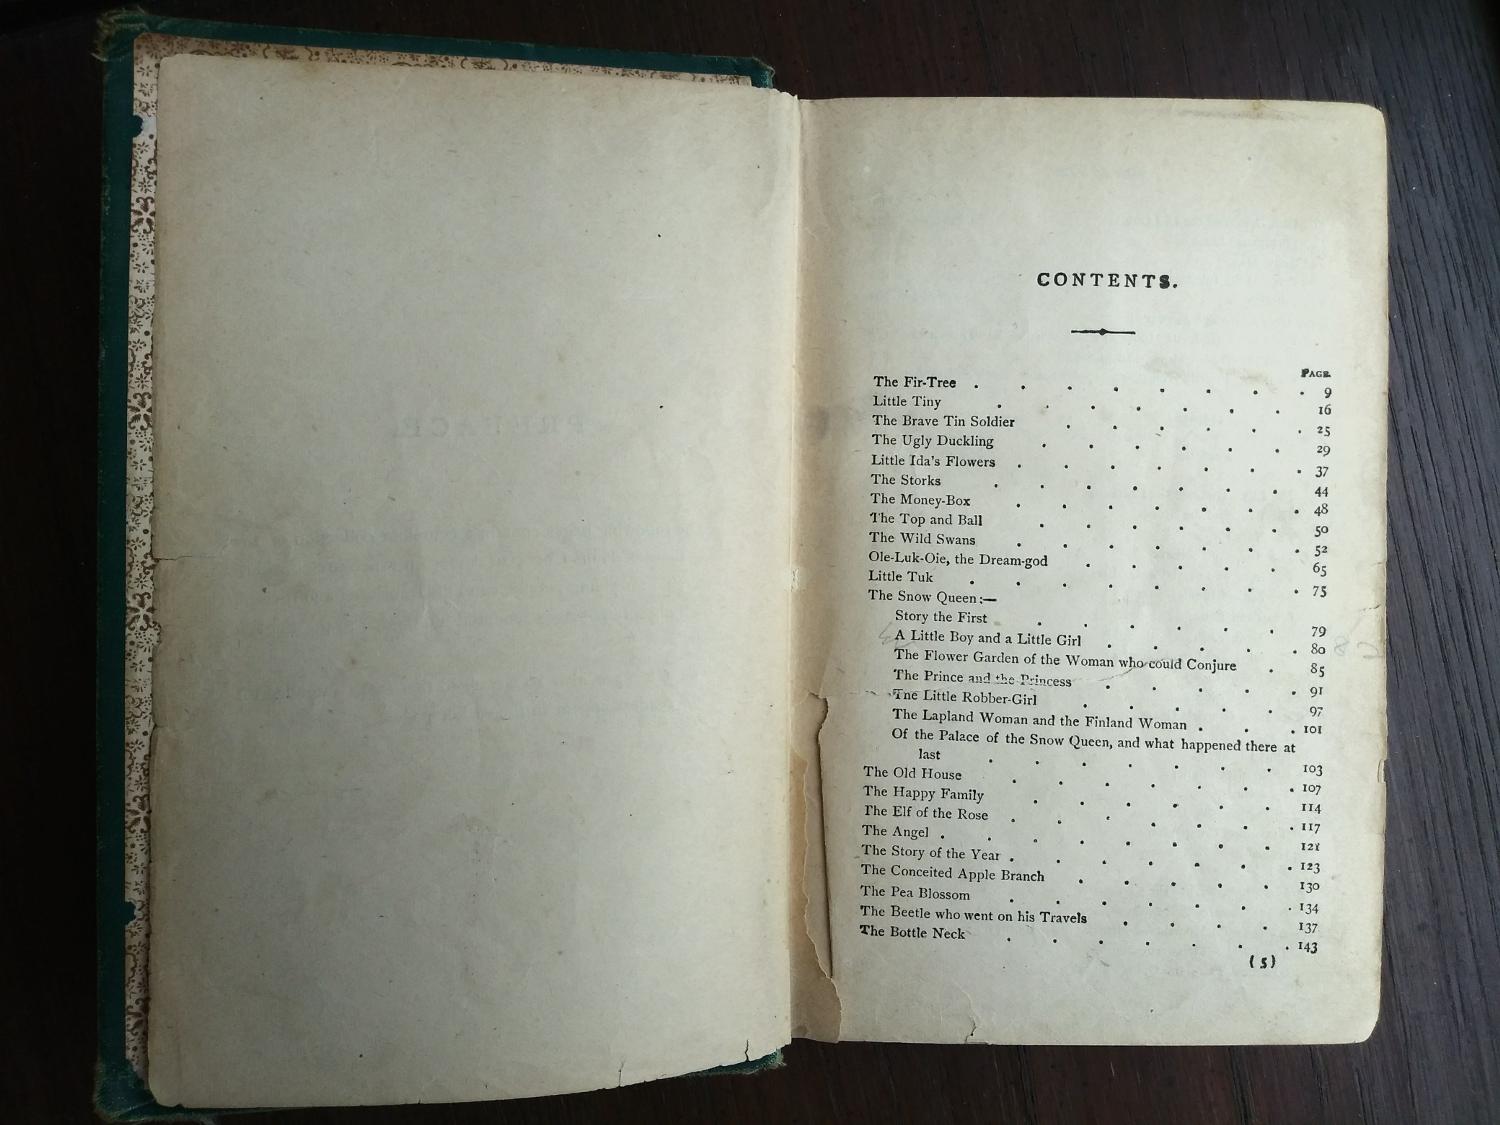 CONTENTS.
PAGE.
The Fir-Tree . . . . . . . . 9
Little Tiny . . . . . . . 16
The Brave Tin Soldier . . . . . . 25
The Ugly Duckling . . . . . . 29
Little Ida's Flowers . . . . . . . 37
The Storks . . . . . . . 44
The Money-Box . . . . . . . 48
The Top and Ball . . . . . . 50
The Wild Swans . . . . . . . 52
Ole-Luk-Oie, the Dream-god . . . . . 65
Little Tuk . . . . . . . . 75
The Snow Queen:—
Story the First . . . . . . 79
A Little Boy and a Little Girl . . . . . 80
The Flower Garden of the Woman who could Conjure . 85
The Prince and the Princess . . . . . 91
The Little Robber-Girl . . . . . 97
The Lapland Woman and the Finland Woman . . . 101
Of the Palace of the Snow Queen, and what happened there at
last . . . . . . . 103
The Old House . . . . . . . 107
The Happy Family . . . . . . 114
The Elf of the Rose . . . . . . . 117
The Angel . . . . . . . . 121
The Story of the Year . . . . . . . 123
The Conceited Apple Branch . . . . . 130
The Pea Blossom . . . . . . . 134
The Beetle who went on his Travels . . . . 137
The Bottle Neck . . . . . . . 143
(5)